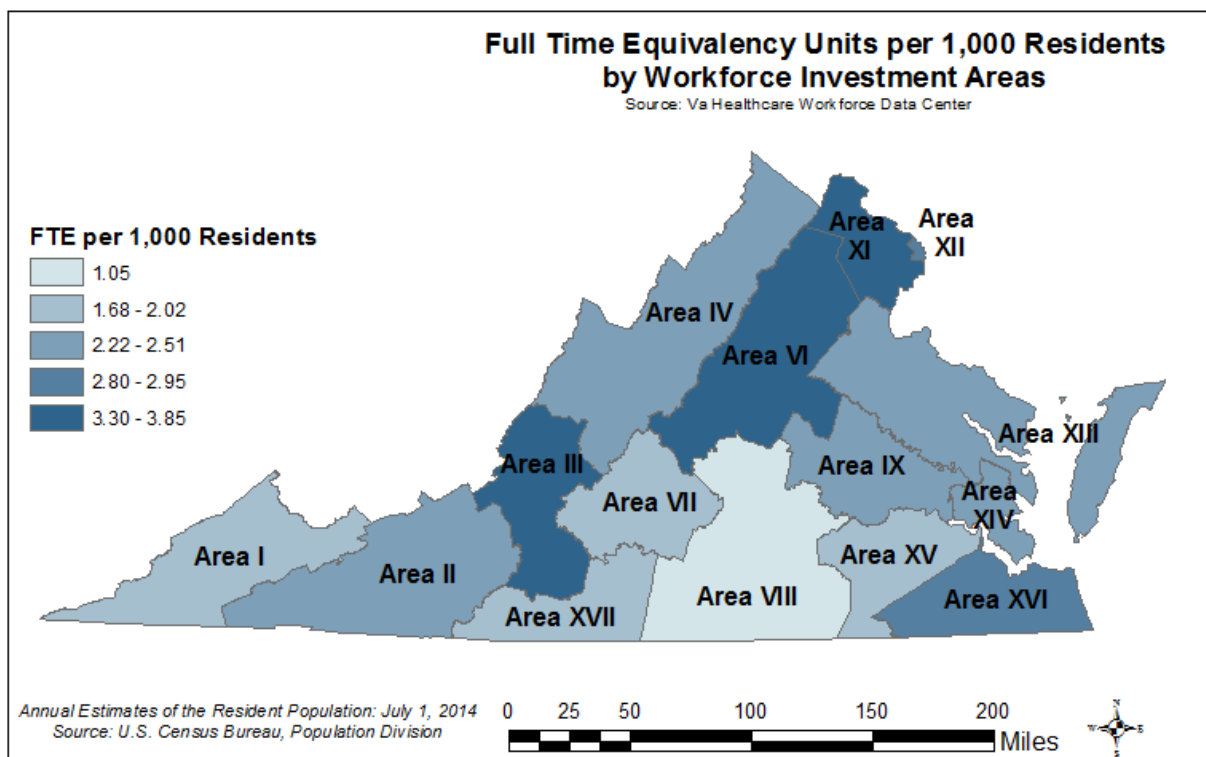 Full Time Equivalency Units per 1,000 Residents
by Workforce Investment Areas
Source: Va Healthcare Workforce Data Center
FTE per 1,000 Residents
1.05
1.68 - 2.02
2.22 - 2.51
2.80 - 2.95
3.30 - 3.85
Area
XI
Area
XII
Area IV
Area VI
Area XIII
Area III
Area IX
Area VII
Area
XIV
Area I
Area II
Area XV
Area VIII
Area XVI
Area XVII
Annual Estimates of the Resident Population: July 1, 2014
Source: U.S. Census Bureau, Population Division
0 25 50 100 150 200
Miles
N
W E
S